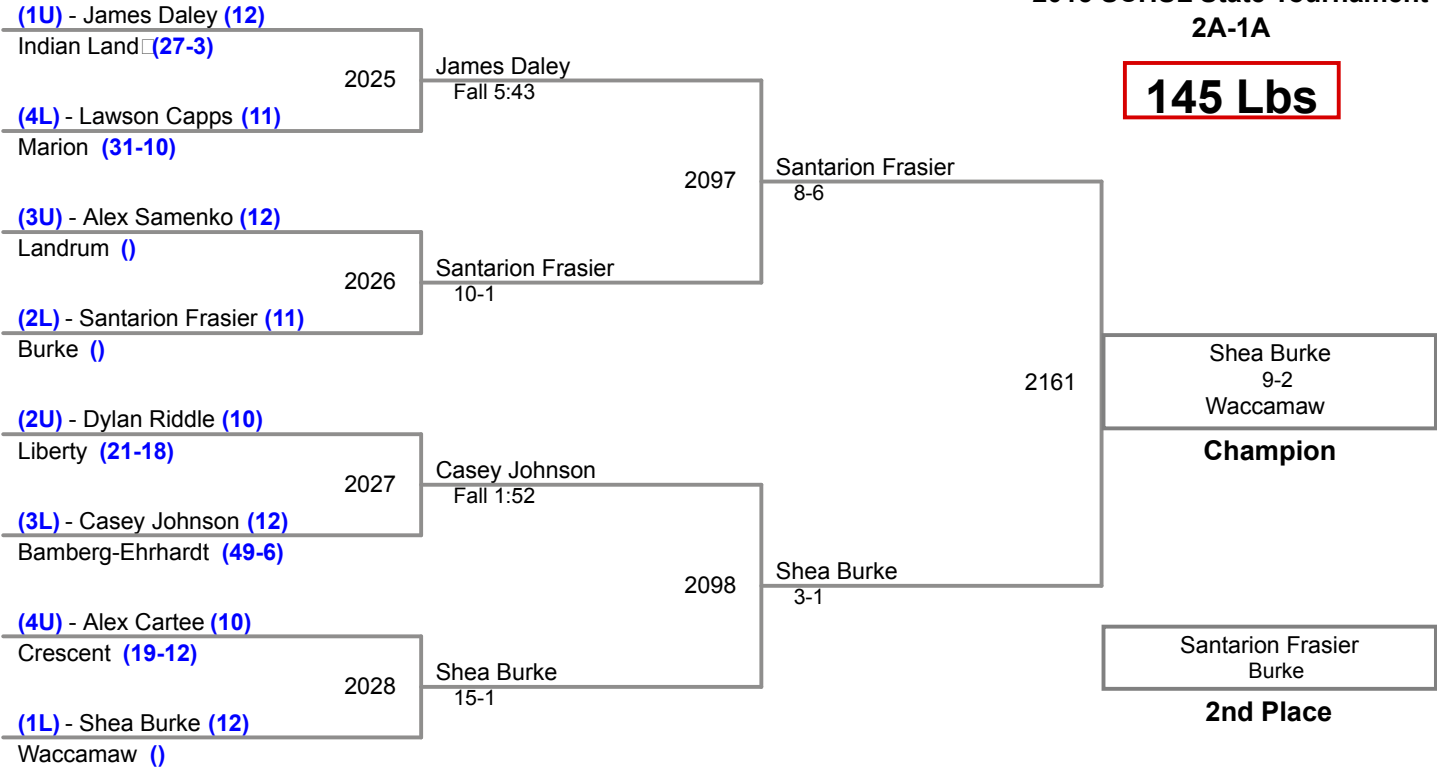 2A-1A
145 Lbs
(1U) - James Daley (12)
Indian Land (27-3)
2025
James Daley
Fall 5:43
(4L) - Lawson Capps (11)
Marion (31-10)
2097
Santarion Frasier
8-6
(3U) - Alex Samenko (12)
Landrum ()
2026
Santarion Frasier
10-1
(2L) - Santarion Frasier (11)
Burke ()
2161
Shea Burke
9-2
Waccamaw
Champion
(2U) - Dylan Riddle (10)
Liberty (21-18)
2027
Casey Johnson
Fall 1:52
(3L) - Casey Johnson (12)
Bamberg-Ehrhardt (49-6)
2098
Shea Burke
3-1
(4U) - Alex Cartee (10)
Crescent (19-12)
2028
Shea Burke
15-1
(1L) - Shea Burke (12)
Waccamaw ()
Santarion Frasier
Burke
2nd Place